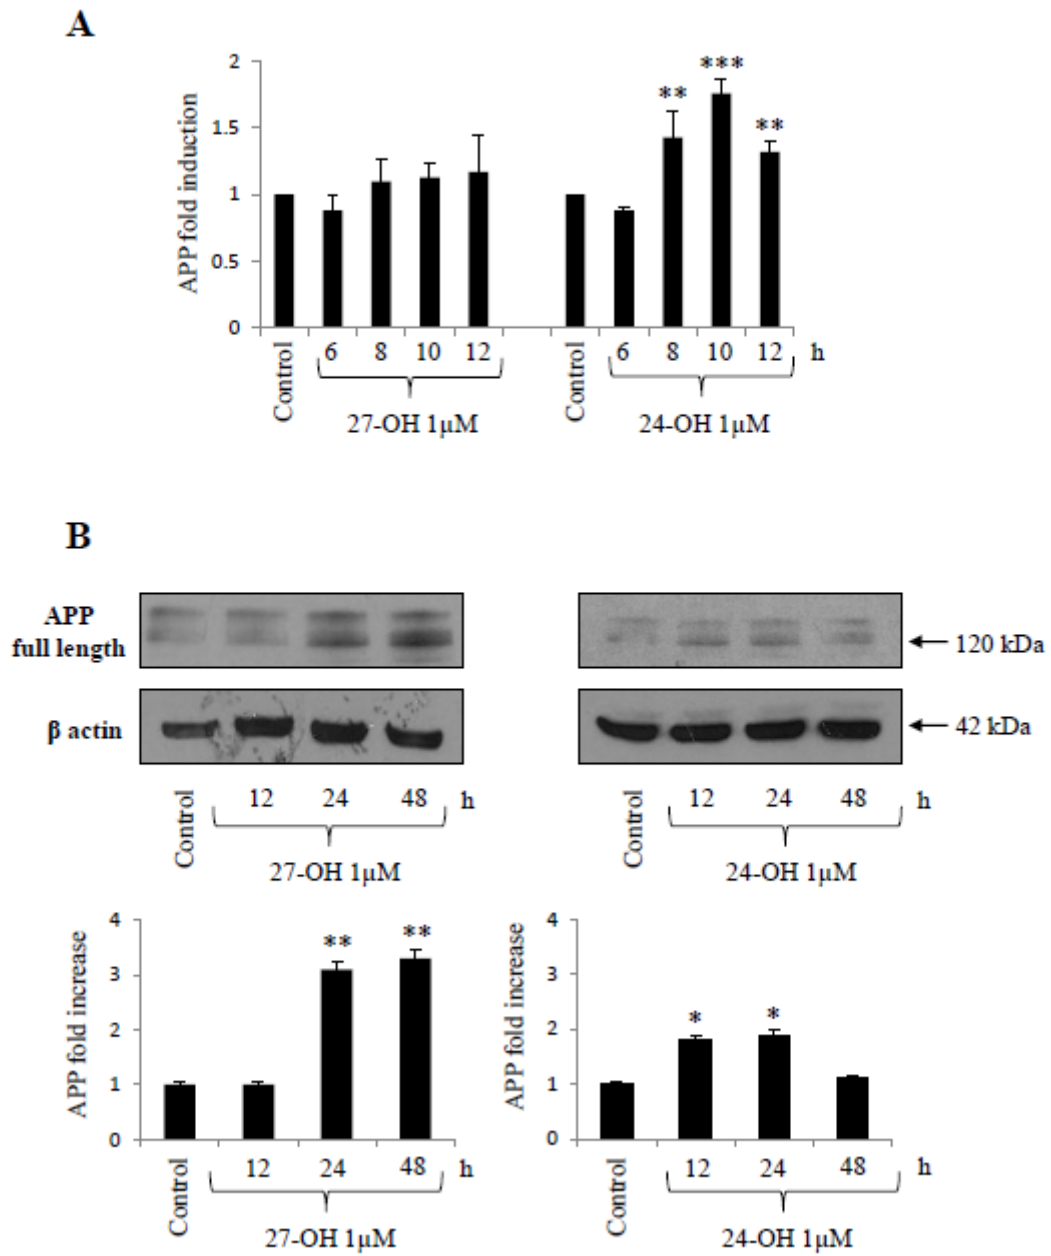 A
APP fold induction
2
1.5
1
0.5
0
** *** **
Control 6 8 10 12 Control 6 8 10 12 h
27-OH 1μM 24-OH 1μM
B
APP
full length
120 kDa
β actin
42 kDa
Control 12 24 48 h Control 12 24 48 h
27-OH 1μM 24-OH 1μM
APP fold increase
4
3
2
1
0
** **
Control 12 24 48 h
27-OH 1μM
APP fold increase
4
3
2
1
0
* *
Control 12 24 48 h
24-OH 1μM